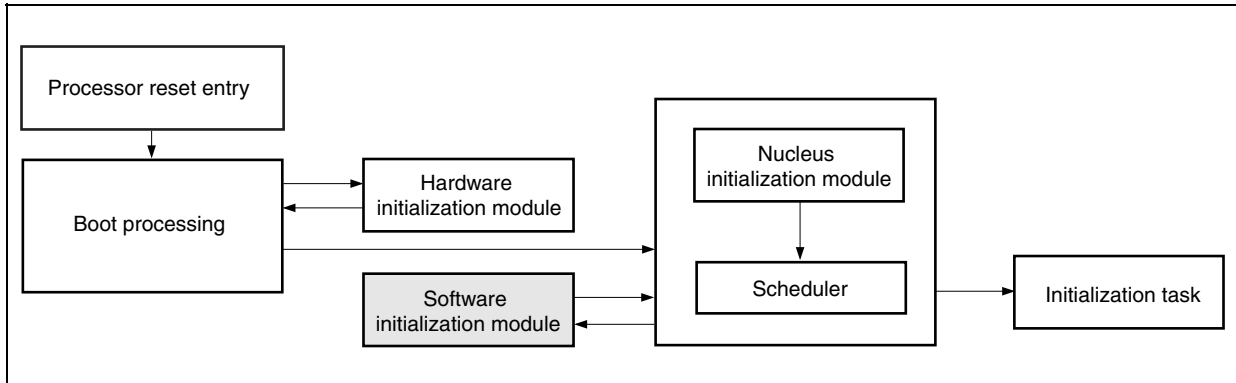 Processor reset entry
Boot processing
Hardware
initialization module
Software
initialization module
Nucleus
initialization module
Scheduler
Initialization task